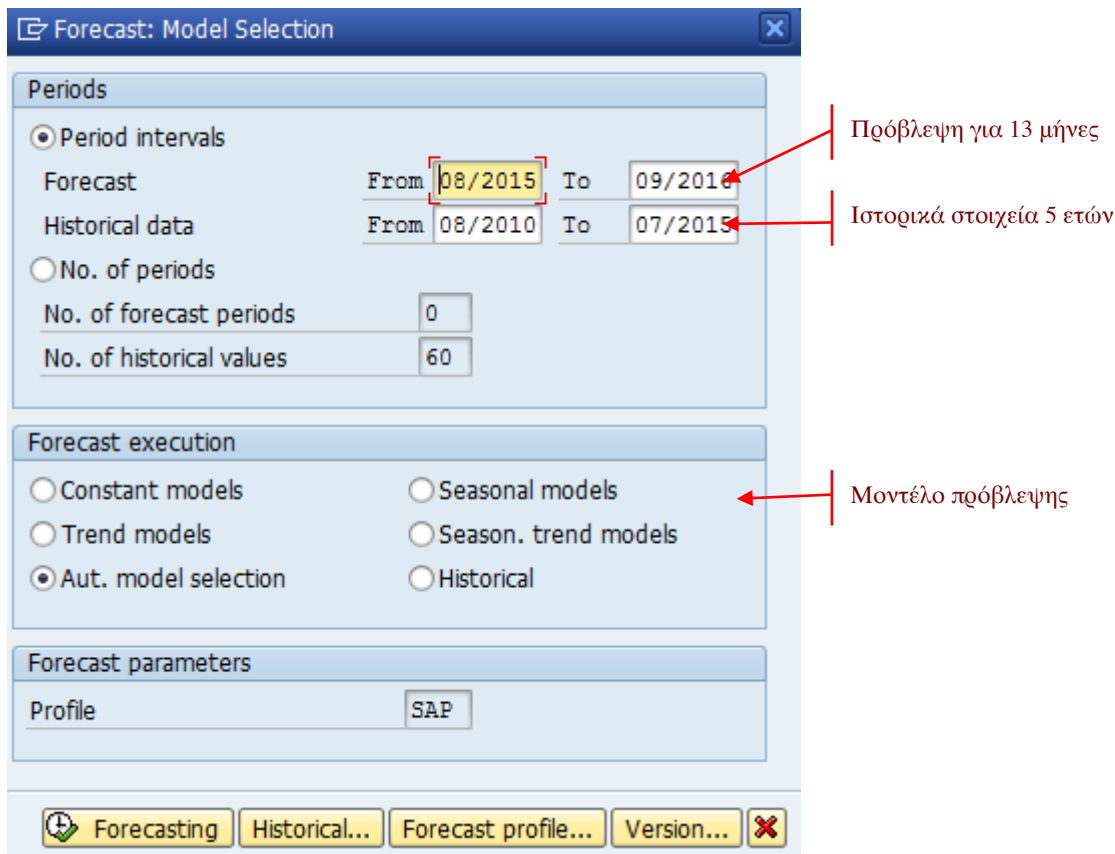 Forecast: Model Selection
Periods
Period intervals
Πρόβλεψη για 13 μήνες
Forecast From 08/2015 To 09/2016
Historical data From 08/2010 To 07/2015
Ιστορικά στοιχεία 5 ετών
No. of periods
No. of forecast periods 0
No. of historical values 60
Forecast execution
Constant models Seasonal models
Μοντέλο πρόβλεψης
Trend models Season. trend models
Aut. model selection Historical
Forecast parameters
Profile SAP
Forecasting Historical... Forecast profile... Version...